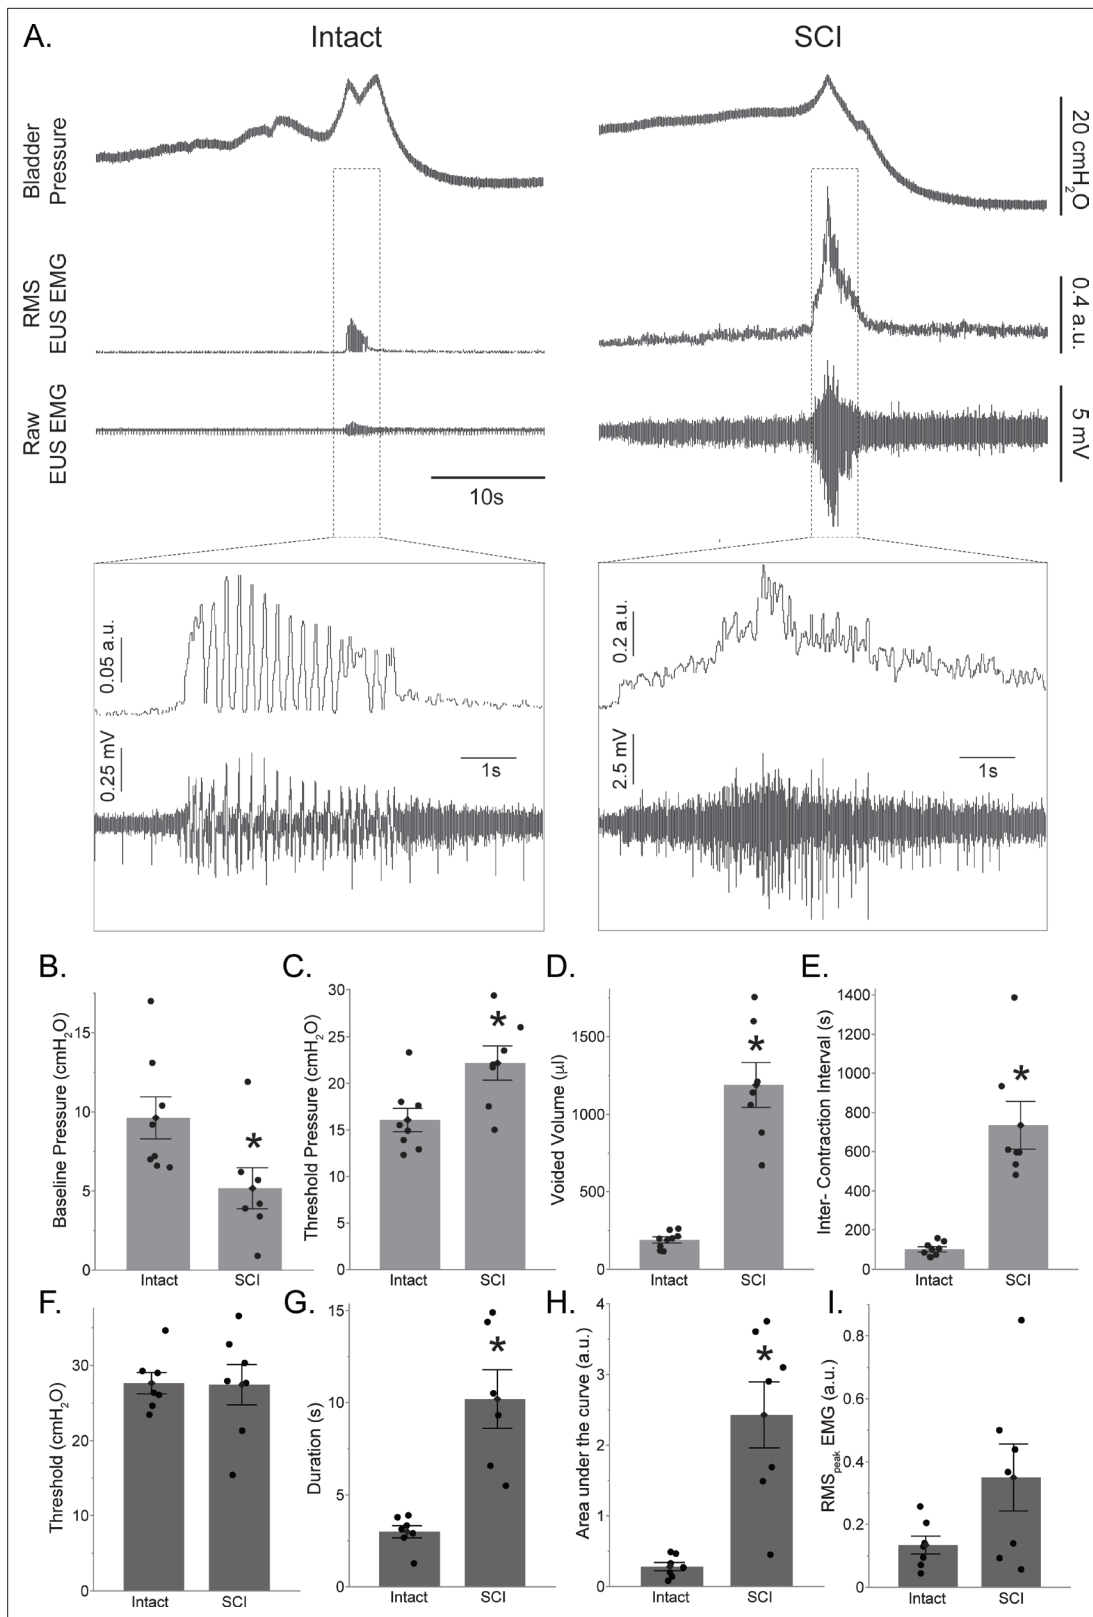 A.
Intact
SCI
Bladder
Pressure
20 cmH2O
RMS
EUS EMG
0.4 a.u.
Raw
EUS EMG
5 mV
10s
0.05 a.u.
0.2 a.u.
0.25 mV
1s
2.5 mV
1s
B.
Baseline Pressure (cmH2O)
15
10
5
0
Intact
SCI
*
C.
Threshold Pressure (cmH2O)
30
25
20
15
10
5
0
Intact
SCI
*
D.
Voided Volume (µl)
1500
1000
500
0
Intact
SCI
*
E.
Inter- Contraction Interval (s)
1400
1200
1000
800
600
400
200
0
Intact
SCI
*
F.
Threshold (cmH2O)
30
20
10
0
Intact
SCI
G.
Duration (s)
15
10
5
0
Intact
SCI
*
H.
Area under the curve (a.u.)
4
3
2
1
0
Intact
SCI
*
I.
RMSpeak EMG (a.u.)
0.8
0.6
0.4
0.2
0
Intact
SCI